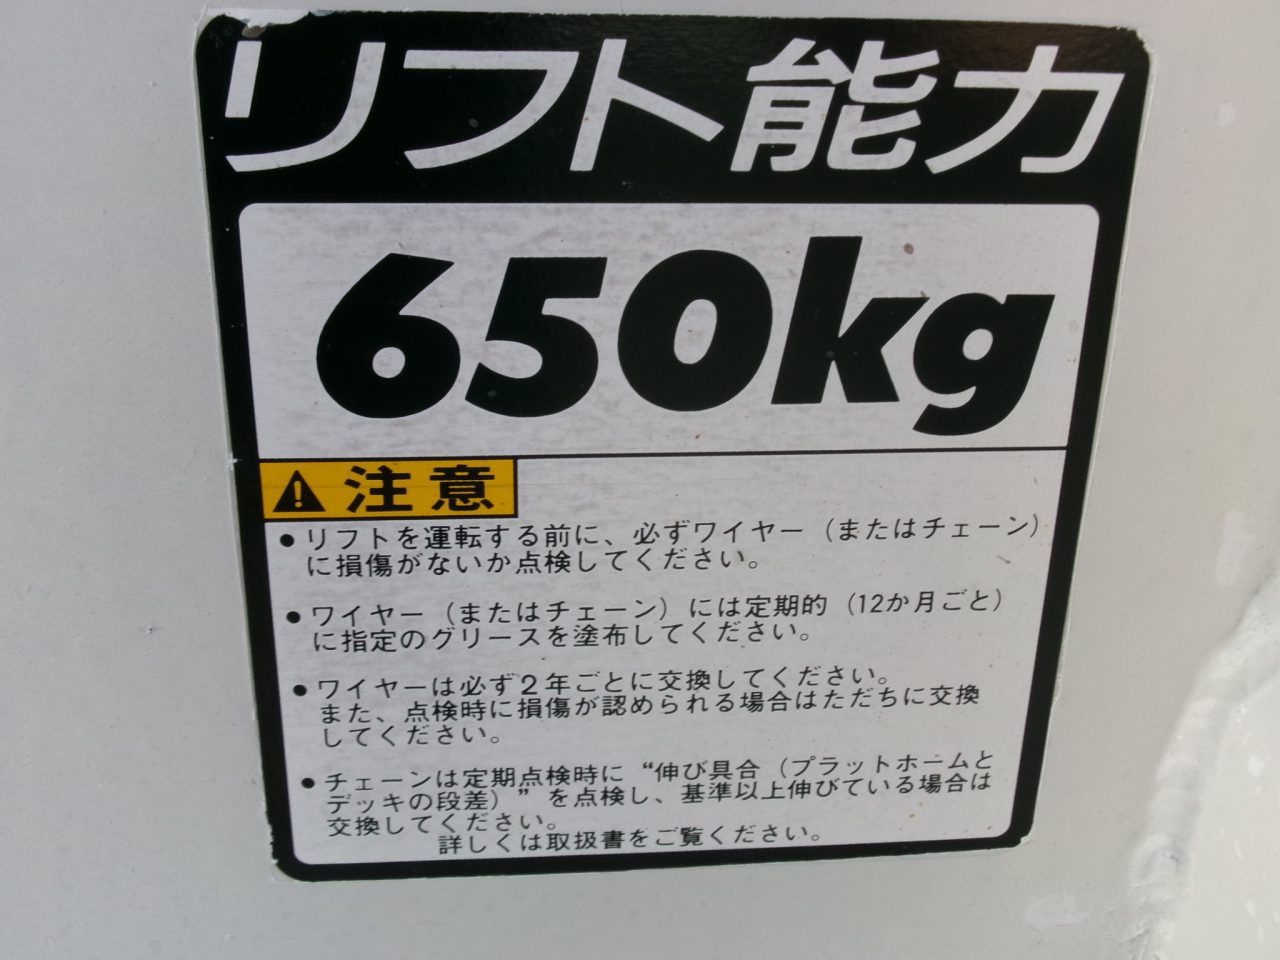 リフト能力
650kg
注意
●リフトを運転する前に、必ずワイヤー（またはチェーン）
に損傷がないか点検してください。
●ワイヤー（またはチェーン）には定期的（12か月ごと）
に指定のグリースを塗布してください。
●ワイヤーは必ず2年ごとに交換してください。
また、点検時に損傷が認められる場合はただちに交換
してください。
●チェーンは定期点検時に“伸び具合（プラットホームと
デッキの段差）”を点検し、基準以上伸びている場合は
交換してください。
詳しくは取扱書をご覧ください。